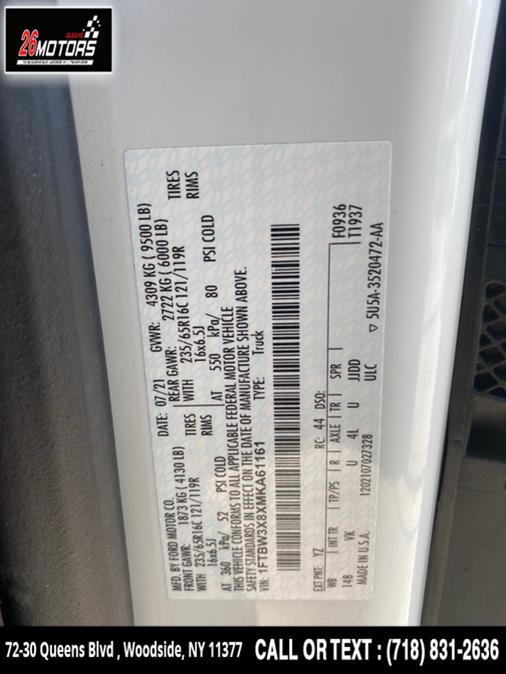 QUEENS
26 MOTORS
MFD. BY FORD MOTOR CO.
DATE: 07/21 GVWR: 4309 KG ( 9500 LB)
FRONT GAWR: 1873 KG ( 4130 LB) REAR GAWR: 2722 KG ( 6000 LB)
WITH 235/65R16C 121/119R TIRES WITH 235/65R16C 121/119R TIRES
16x6.5J RIMS 16x6.5J RIMS
AT 360 kPa/ 52 PSI COLD AT 550 kPa/ 80 PSI COLD
THIS VEHICLE CONFORMS TO ALL APPLICABLE FEDERAL MOTOR VEHICLE
SAFETY STANDARD IN EFFECT ON THE DATE OF MANUFACTURE SHOWN ABOVE.
VIN: 1FTBW3X8XMKA61161 TYPE: Truck
F0936
T1937
EXT PNT: YZ RC: 44 DSO:
WB INT TR TP/PS R AXLE TR SPR
14B VK U 4L U JJDD
ULC
MADE IN U.S.A. 1202107027328
5U5A-3520472-AA
72-30 Queens Blvd , Woodside, NY 11377 CALL OR TEXT : (718) 831-2636